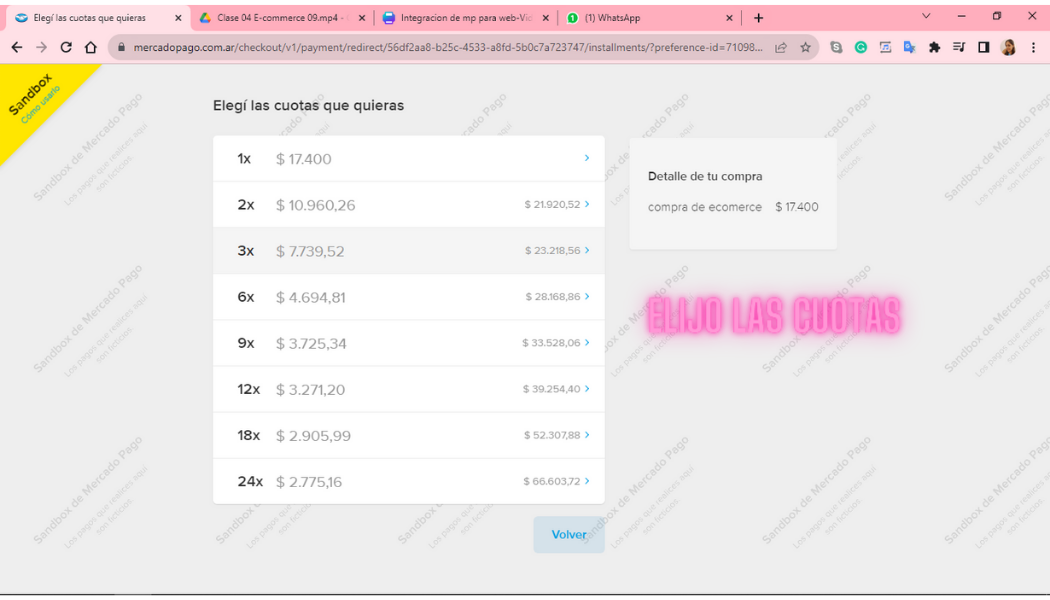 Elegí las cuotas que quieras
Clase 04 E-commerce 09.mp4 -
Integracion de mp para web-Vic
(1) WhatsApp
mercadopago.com.ar/checkout/v1/payment/redirect/56df2aa8-b25c-4533-a8fd-5b0c7a723747/installments/?preference-id=71098...
Sandbox
Cómo usarlo
Elegí las cuotas que quieras
1x $ 17.400
2x $ 10.960,26 $ 21.920,52
3x $ 7.739,52 $ 23.218,56
6x $ 4.694,81 $ 28.168,86
9x $ 3.725,34 $ 33.528,06
12x $ 3.271,20 $ 39.254,40
18x $ 2.905,99 $ 52.307,88
24x $ 2.775,16 $ 66.603,72
Volver
Detalle de tu compra
compra de ecomerce $ 17.400
ELIJO LAS CUOTAS
Sandbox de Mercado Pago
Los pagos que realices aquí
son ficticios.